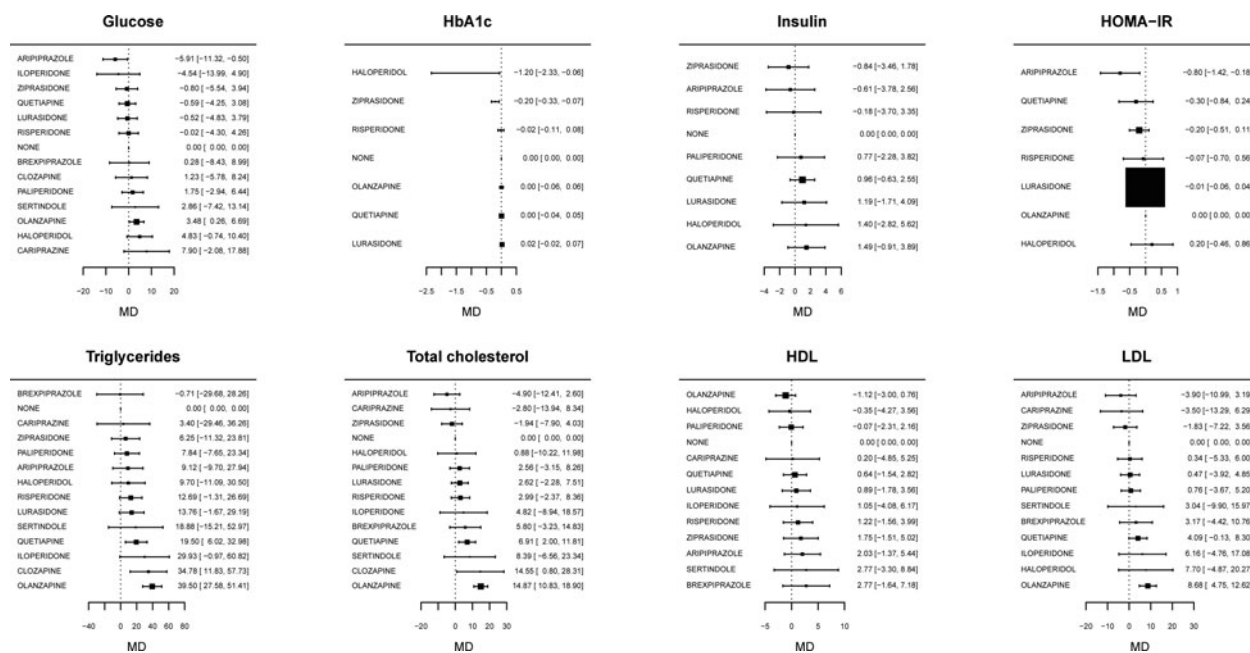 Glucose
ARIPIPRAZOLE −5.91 [−11.32, −0.50]
ILOPERIDONE −4.54 [−13.99, 4.90]
ZIPRASIDONE −0.80 [−5.54, 3.94]
QUETIAPINE −0.59 [−4.25, 3.08]
LURASIDONE −0.52 [−4.83, 3.79]
RISPERIDONE −0.02 [−4.30, 4.26]
NONE 0.00 [ 0.00, 0.00]
BREXPIPRAZOLE 0.28 [−8.43, 8.99]
CLOZAPINE 1.23 [−5.78, 8.24]
PALIPERIDONE 1.75 [−2.94, 6.44]
SERTINDOLE 2.86 [−7.42, 13.14]
OLANZAPINE 3.48 [ 0.26, 6.69]
HALOPERIDOL 4.83 [−0.74, 10.40]
CARIPRAZINE 7.90 [−2.08, 17.88]
−20 −10 0 10 20
MD
HbA1c
HALOPERIDOL −1.20 [−2.33, −0.06]
ZIPRASIDONE −0.20 [−0.33, −0.07]
RISPERIDONE −0.02 [−0.11, 0.08]
NONE 0.00 [ 0.00, 0.00]
OLANZAPINE 0.00 [−0.06, 0.06]
QUETIAPINE 0.00 [−0.04, 0.05]
LURASIDONE 0.02 [−0.02, 0.07]
−2.5 −1 −0.5 0.5
MD
Insulin
ZIPRASIDONE −0.84 [−3.46, 1.78]
ARIPIPRAZOLE −0.61 [−3.78, 2.56]
RISPERIDONE −0.18 [−3.70, 3.35]
NONE 0.00 [ 0.00, 0.00]
PALIPERIDONE 0.77 [−2.28, 3.82]
QUETIAPINE 0.96 [−0.63, 2.55]
LURASIDONE 1.19 [−1.71, 4.09]
HALOPERIDOL 1.40 [−2.82, 5.62]
OLANZAPINE 1.49 [−0.91, 3.89]
−4 −2 0 2 4 6
MD
HOMA−IR
ARIPIPRAZOLE −0.80 [−1.42, −0.18
QUETIAPINE −0.30 [−0.84, 0.24
ZIPRASIDONE −0.20 [−0.51, 0.11
RISPERIDONE −0.07 [−0.70, 0.56
LURASIDONE −0.01 [−0.06, 0.04
OLANZAPINE 0.00 [ 0.00, 0.00
HALOPERIDOL 0.20 [−0.46, 0.86
−1.5 −0.5 0.5 1
MD
Triglycerides
BREXPIPRAZOLE −0.71 [−29.68, 28.26]
NONE 0.00 [ 0.00, 0.00]
CARIPRAZINE 3.40 [−29.46, 36.26]
ZIPRASIDONE 6.25 [−11.32, 23.81]
PALIPERIDONE 7.84 [−7.65, 23.34]
ARIPIPRAZOLE 9.12 [−9.70, 27.94]
HALOPERIDOL 9.70 [−11.09, 30.50]
RISPERIDONE 12.69 [−1.31, 26.69]
LURASIDONE 13.76 [−1.67, 29.19]
SERTINDOLE 18.88 [−15.21, 52.97]
QUETIAPINE 19.50 [ 6.02, 32.98]
ILOPERIDONE 29.93 [−0.97, 60.82]
CLOZAPINE 34.78 [11.83, 57.73]
OLANZAPINE 39.50 [27.58, 51.41]
−40 0 20 40 60 80
MD
Total cholesterol
ARIPIPRAZOLE −4.90 [−12.41, 2.60]
CARIPRAZINE −2.80 [−13.94, 8.34]
ZIPRASIDONE −1.94 [−7.90, 4.03]
NONE 0.00 [ 0.00, 0.00]
HALOPERIDOL 0.88 [−10.22, 11.98]
PALIPERIDONE 2.56 [−3.15, 8.26]
LURASIDONE 2.62 [−2.28, 7.51]
RISPERIDONE 2.99 [−2.37, 8.36]
ILOPERIDONE 4.82 [−8.94, 18.57]
BREXPIPRAZOLE 5.80 [−3.23, 14.83]
QUETIAPINE 6.91 [ 2.00, 11.81]
SERTINDOLE 8.39 [−6.56, 23.34]
CLOZAPINE 14.55 [ 0.80, 28.31]
OLANZAPINE 14.87 [10.83, 18.90]
−20 0 10 20 30
MD
HDL
OLANZAPINE −1.12 [−3.00, 0.76]
HALOPERIDOL −0.35 [−4.27, 3.56]
PALIPERIDONE −0.07 [−2.31, 2.16]
NONE 0.00 [ 0.00, 0.00]
CARIPRAZINE 0.20 [−4.85, 5.25]
QUETIAPINE 0.64 [−1.54, 2.82]
LURASIDONE 0.89 [−1.78, 3.56]
ILOPERIDONE 1.05 [−4.08, 6.17]
RISPERIDONE 1.22 [−1.56, 3.99]
ZIPRASIDONE 1.75 [−1.51, 5.02]
ARIPIPRAZOLE 2.03 [−1.37, 5.44]
SERTINDOLE 2.77 [−3.30, 8.84]
BREXPIPRAZOLE 2.77 [−1.64, 7.18]
−5 0 5 10
MD
LDL
ARIPIPRAZOLE −3.90 [−10.99, 3.19
CARIPRAZINE −3.50 [−13.29, 6.29
ZIPRASIDONE −1.83 [−7.22, 3.56
NONE 0.00 [ 0.00, 0.00
RISPERIDONE 0.34 [−5.33, 6.00
LURASIDONE 0.47 [−3.92, 4.85
PALIPERIDONE 0.76 [−3.67, 5.20
SERTINDOLE 3.04 [−9.90, 15.97
BREXPIPRAZOLE 3.17 [−4.42, 10.76
QUETIAPINE 4.09 [−0.13, 8.30
ILOPERIDONE 6.16 [−4.76, 17.08
HALOPERIDOL 7.70 [−4.87, 20.27
OLANZAPINE 8.68 [ 4.75, 12.62
−20 −10 0 10 20 30
MD